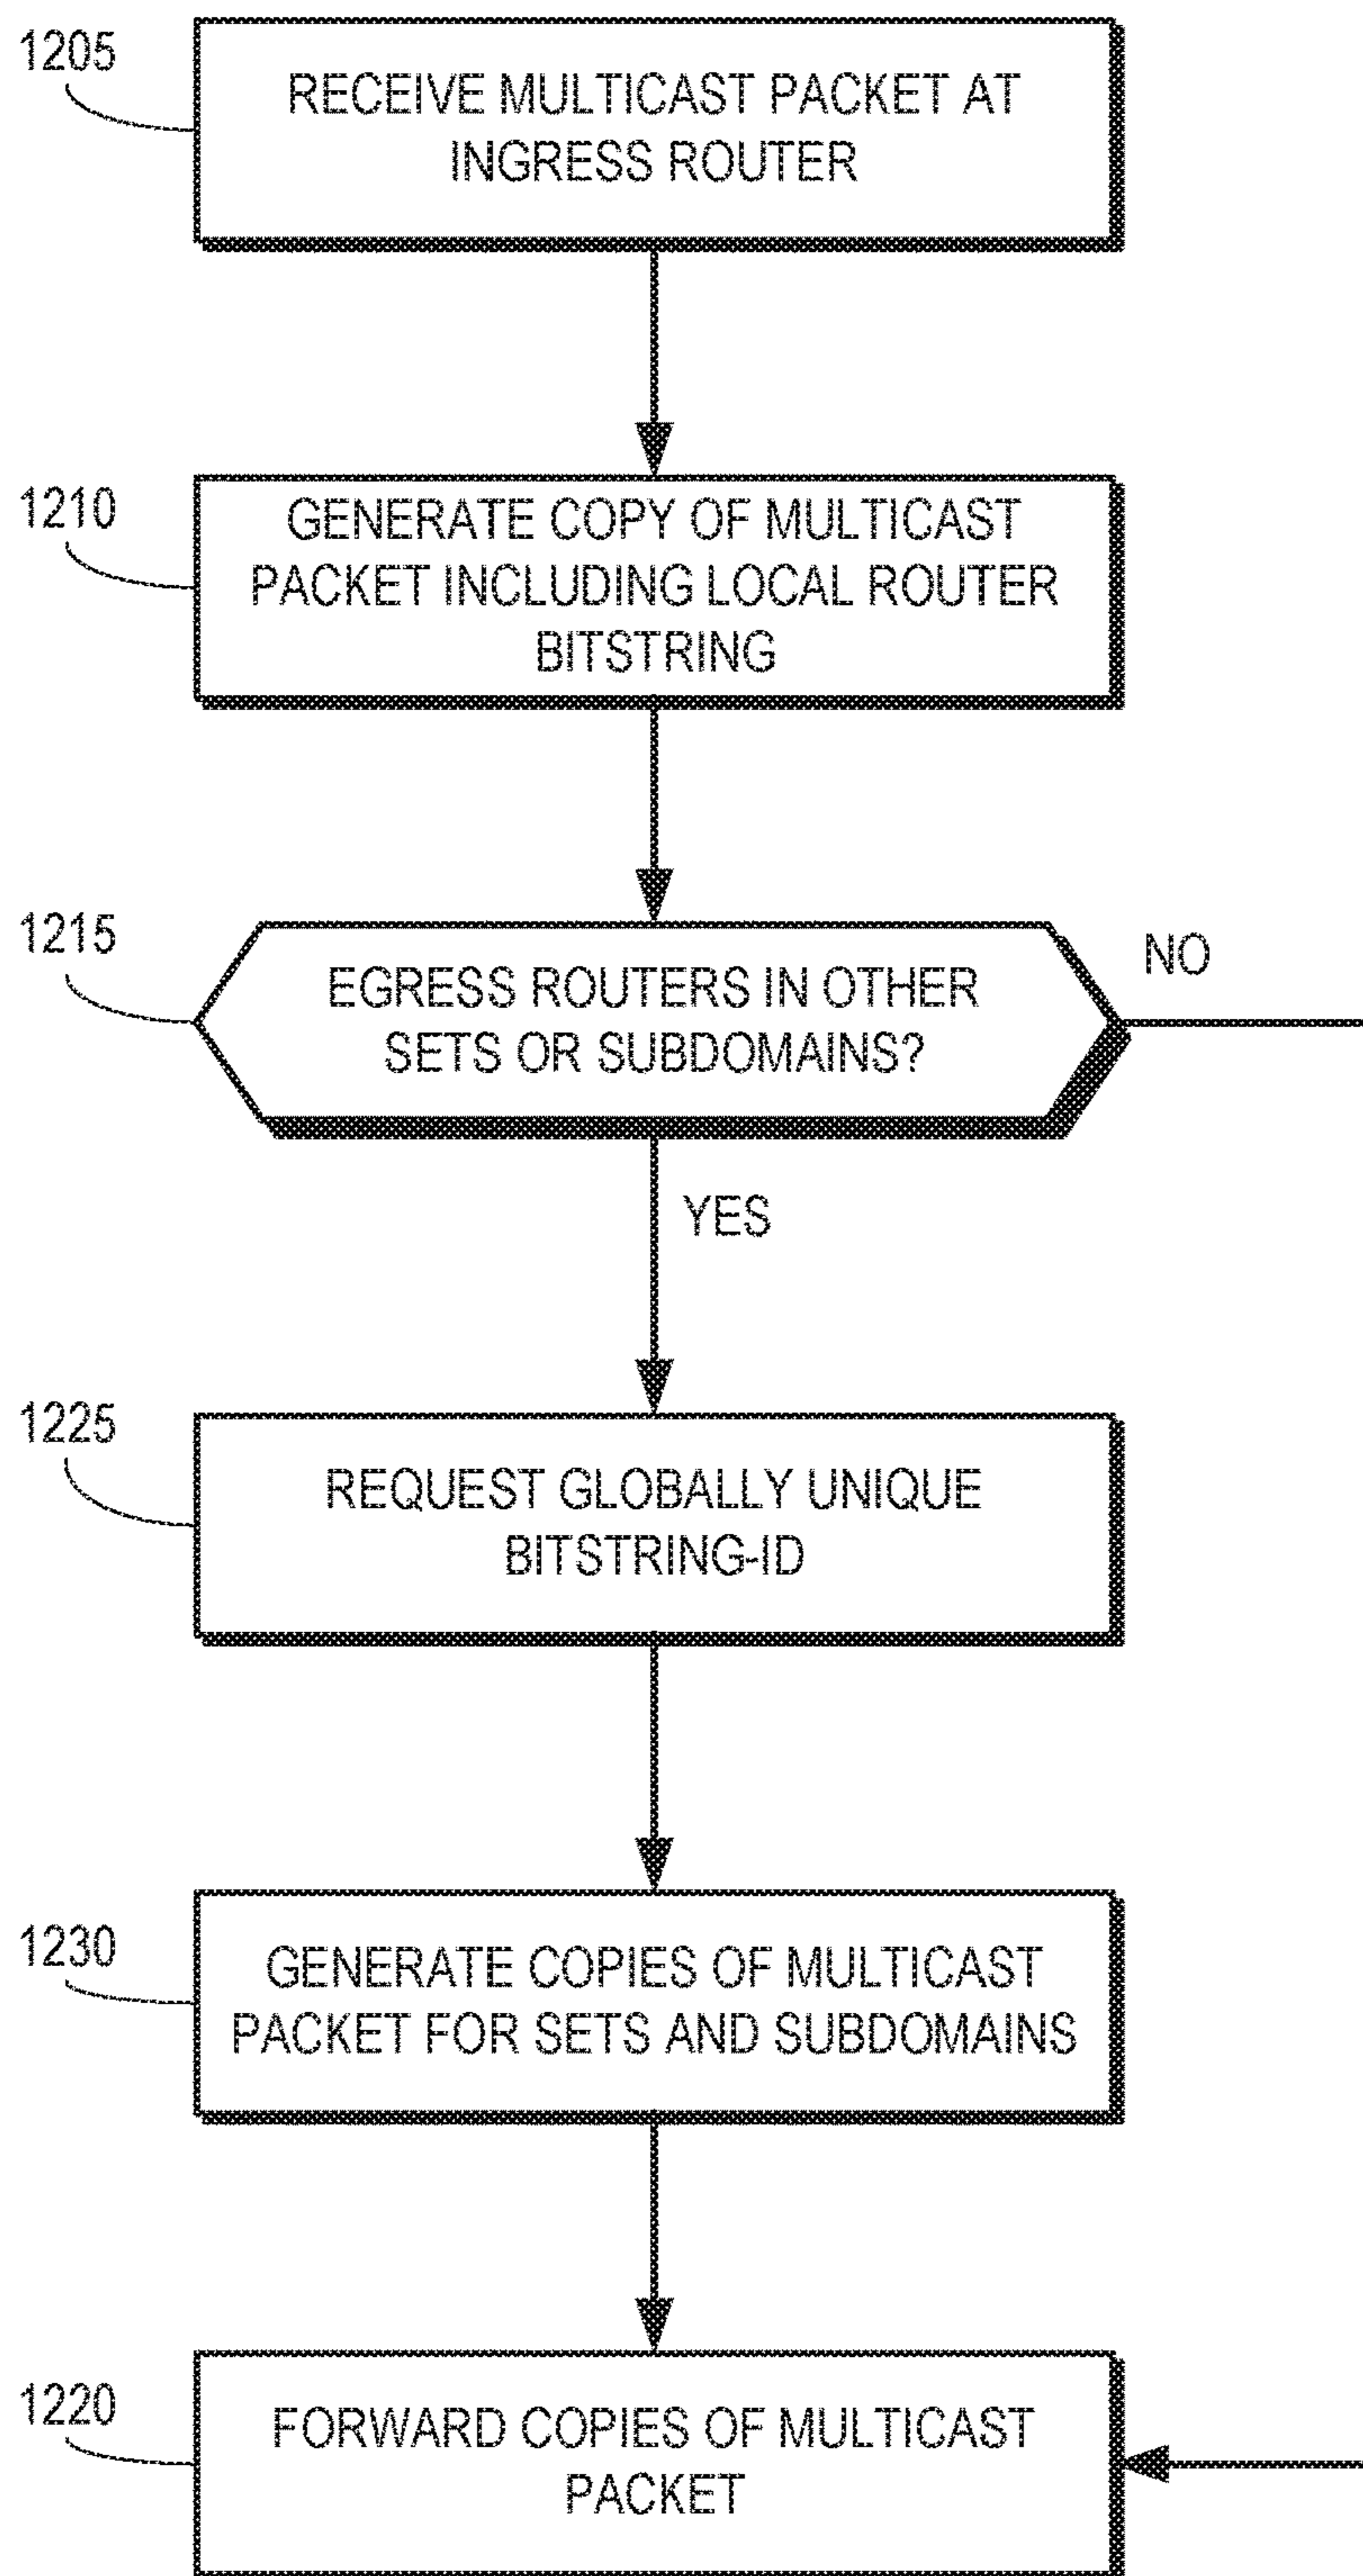 1205
RECEIVE MULTICAST PACKET AT
INGRESS ROUTER
1210
GENERATE COPY OF MULTICAST
PACKET INCLUDING LOCAL ROUTER
BITSTRING
1215
EGRESS ROUTERS IN OTHER
SETS OR SUBDOMAINS?
NO
YES
1225
REQUEST GLOBALLY UNIQUE
BITSTRING-ID
1230
GENERATE COPIES OF MULTICAST
PACKET FOR SETS AND SUBDOMAINS
1220
FORWARD COPIES OF MULTICAST
PACKET